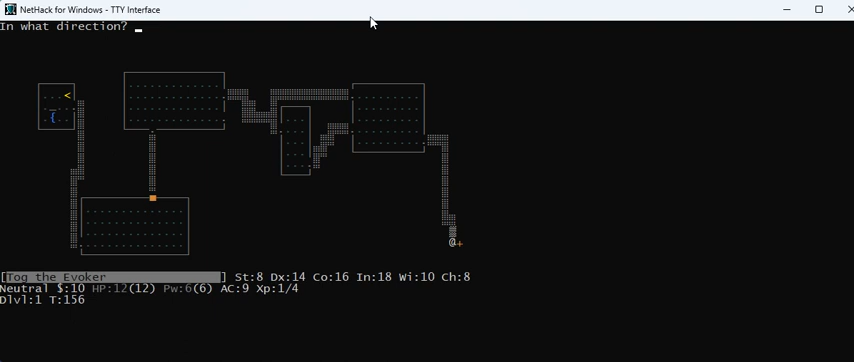 NetHack for Windows - TTY Interface
In what direction?
[Tog the Evoker] St:8 Dx:14 Co:16 In:18 Wi:10 Ch:8
Neutral $:10 HP:12(12) Pw:6(6) AC:9 Xp:1/4
Dlvl:1 T:156